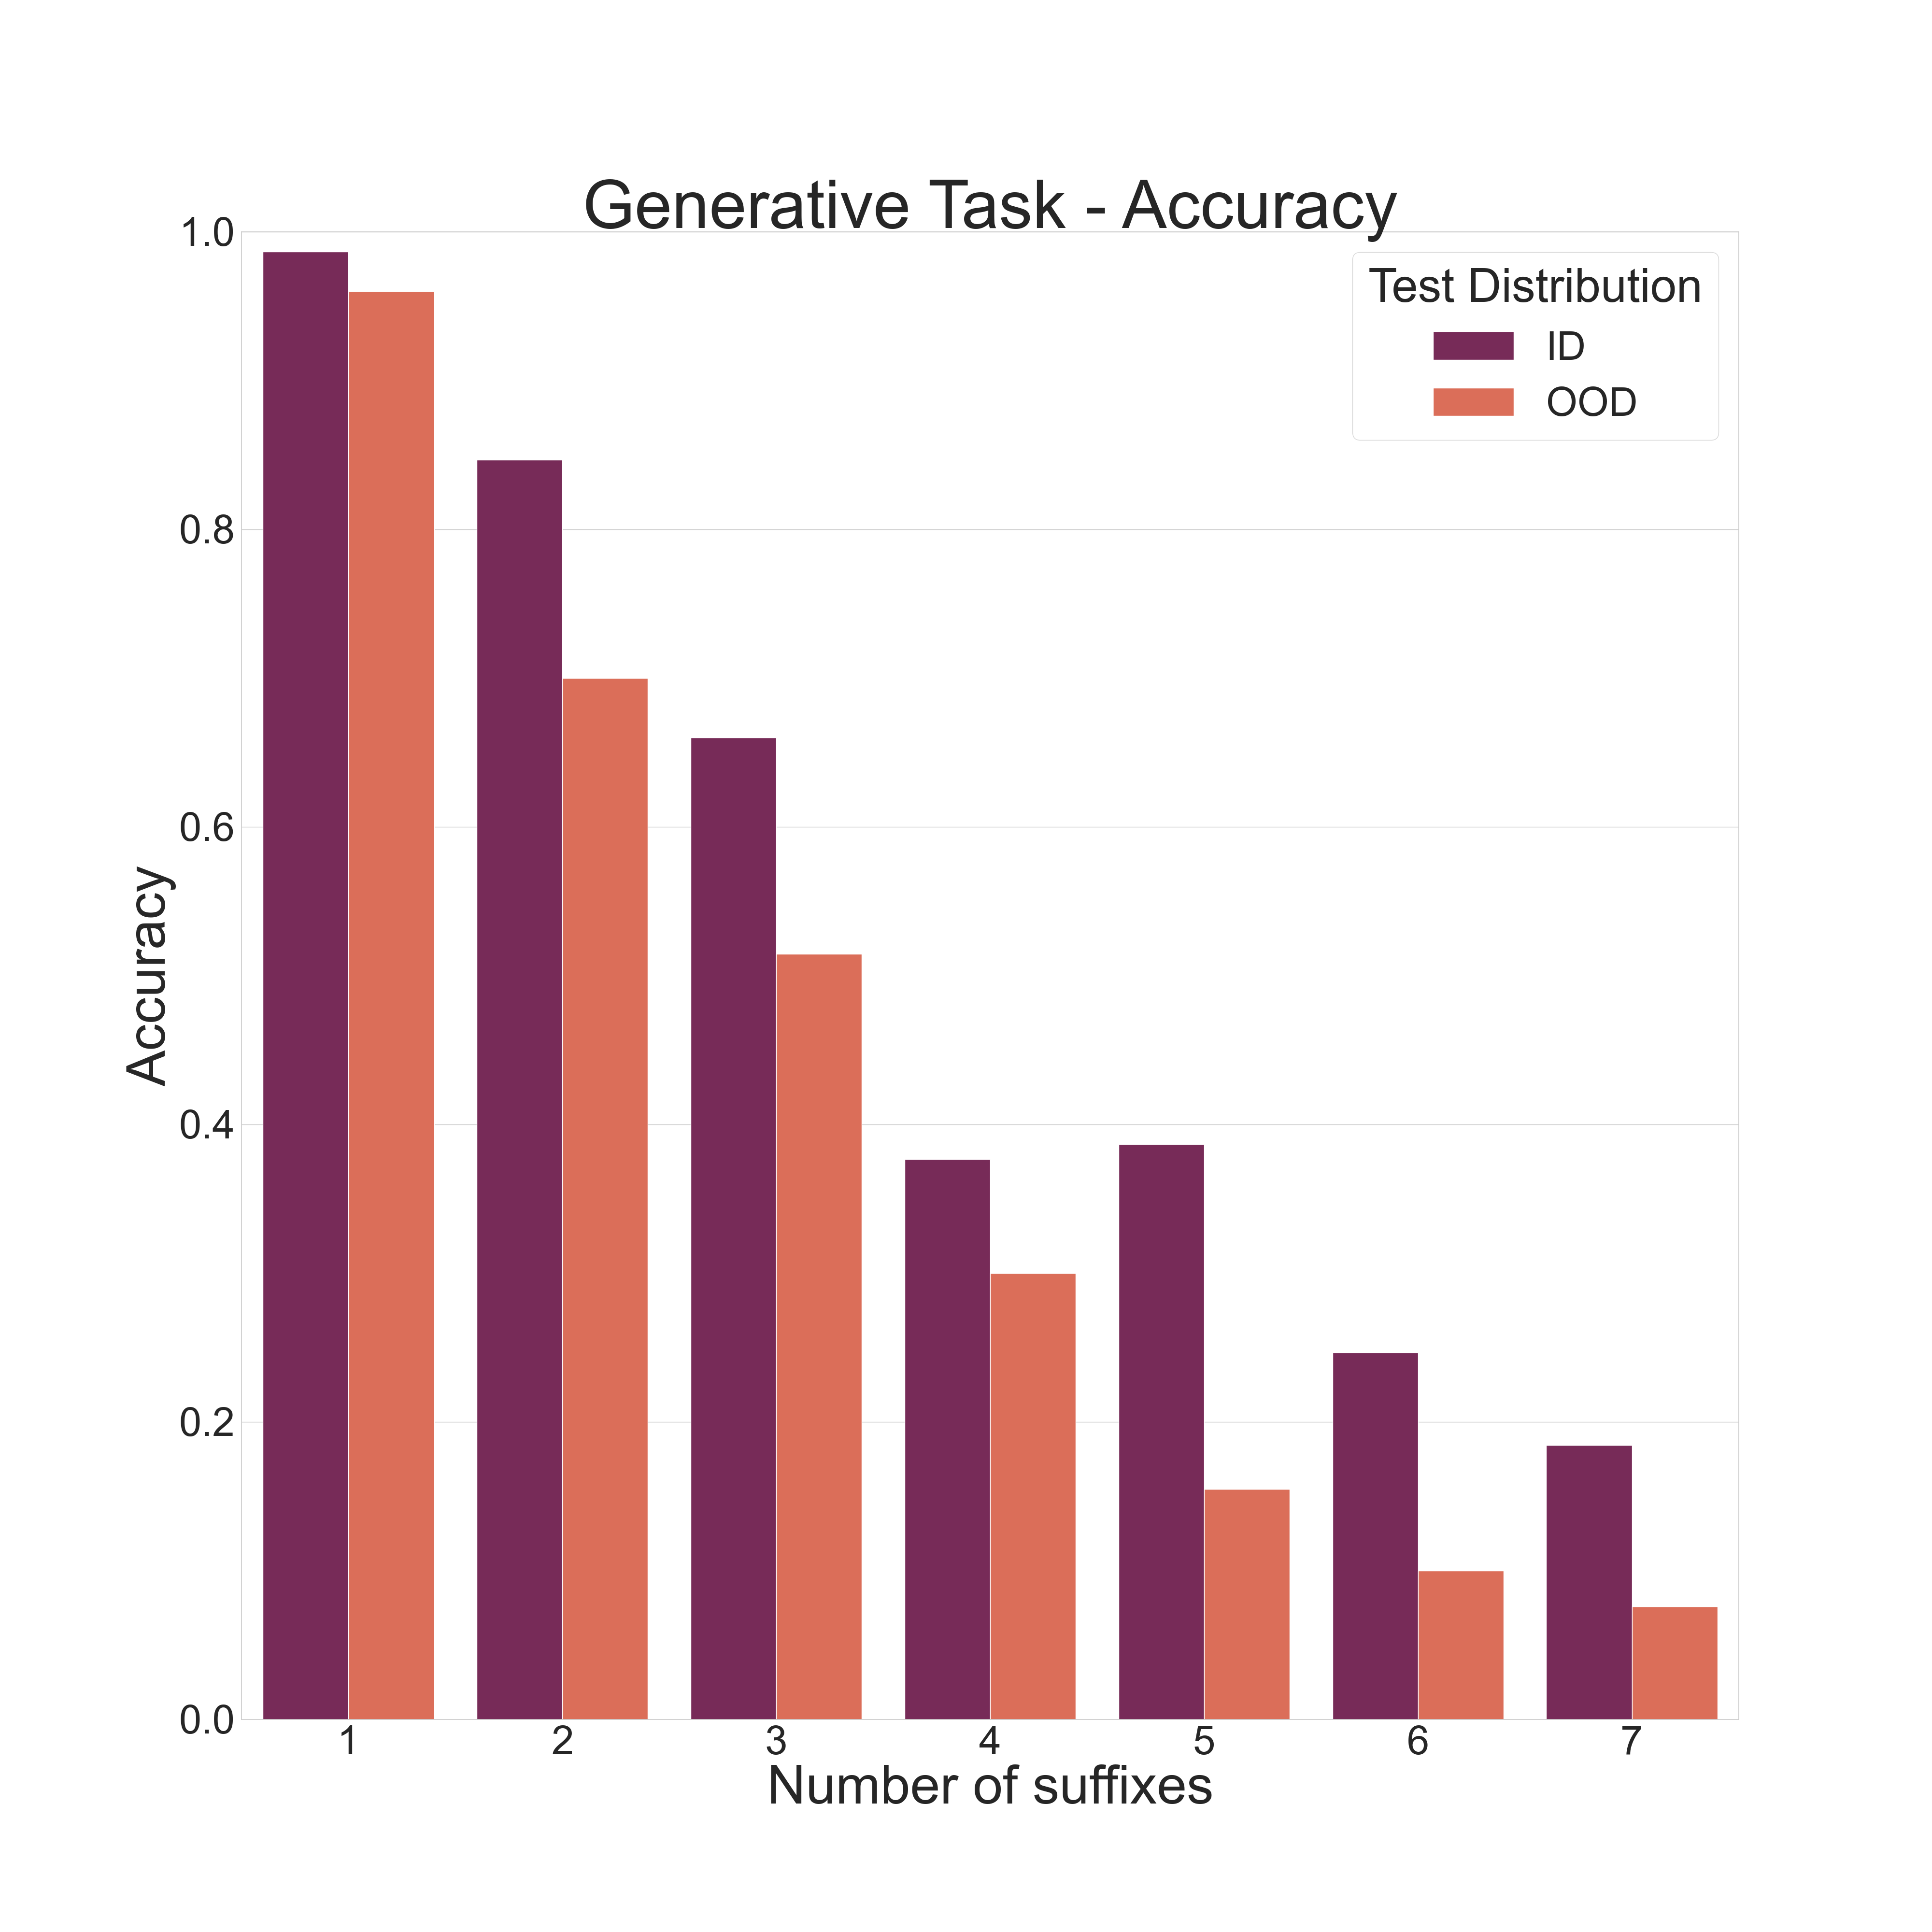 Generative Task - Accuracy
Test Distribution
ID
OOD
1.0
0.8
0.6
0.4
0.2
0.0
Accuracy
1 2 3 4 5 6 7
Number of suffixes